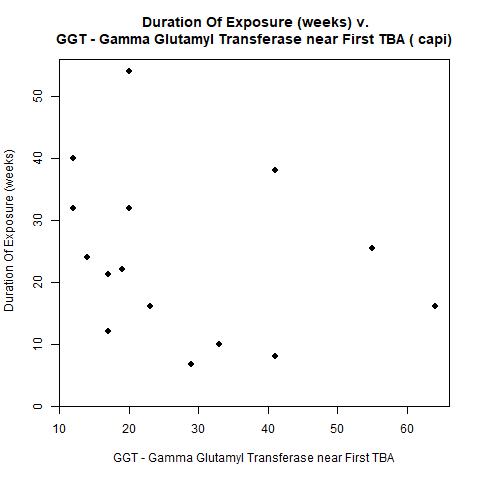 Duration Of Exposure (weeks) v.
GGT - Gamma Glutamyl Transferase near First TBA ( capi)
Duration Of Exposure (weeks)
50
40
30
20
10
0
10 20 30 40 50 60
GGT - Gamma Glutamyl Transferase near First TBA